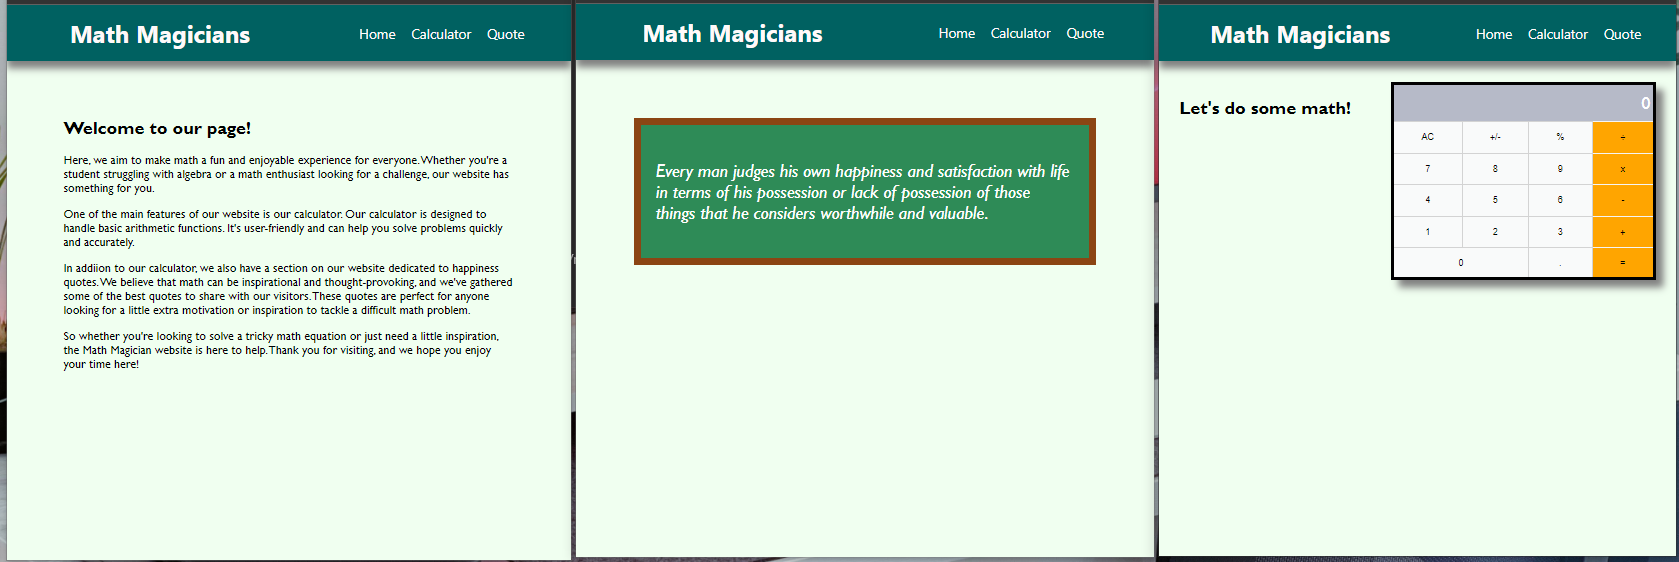 Math Magicians
Home Calculator Quote
Welcome to our page!
Here, we aim to make math a fun and enjoyable experience for everyone. Whether you're a
student struggling with algebra or a math enthusiast looking for a challenge, our website has
something for you.
One of the main features of our website is our calculator. Our calculator is designed to
handle basic arithmetic functions. It's user-friendly and can help you solve problems quickly
and accurately.
In addiion to our calculator, we also have a section on our website dedicated to happiness
quotes. We believe that math can be inspirational and thought-provoking, and we've gathered
some of the best quotes to share with our visitors. These quotes are perfect for anyone
looking for a little extra motivation or inspiration to tackle a difficult math problem.
So whether you're looking to solve a tricky math equation or just need a little inspiration,
the Math Magician website is here to help. Thank you for visiting, and we hope you enjoy
your time here!
Math Magicians
Home Calculator Quote
Every man judges his own happiness and satisfaction with life
in terms of his possession or lack of possession of those
things that he considers worthwhile and valuable.
Math Magicians
Home Calculator Quote
Let's do some math!
0
AC +/- % ÷
7 8 9 x
4 5 6 -
1 2 3 +
0 . =